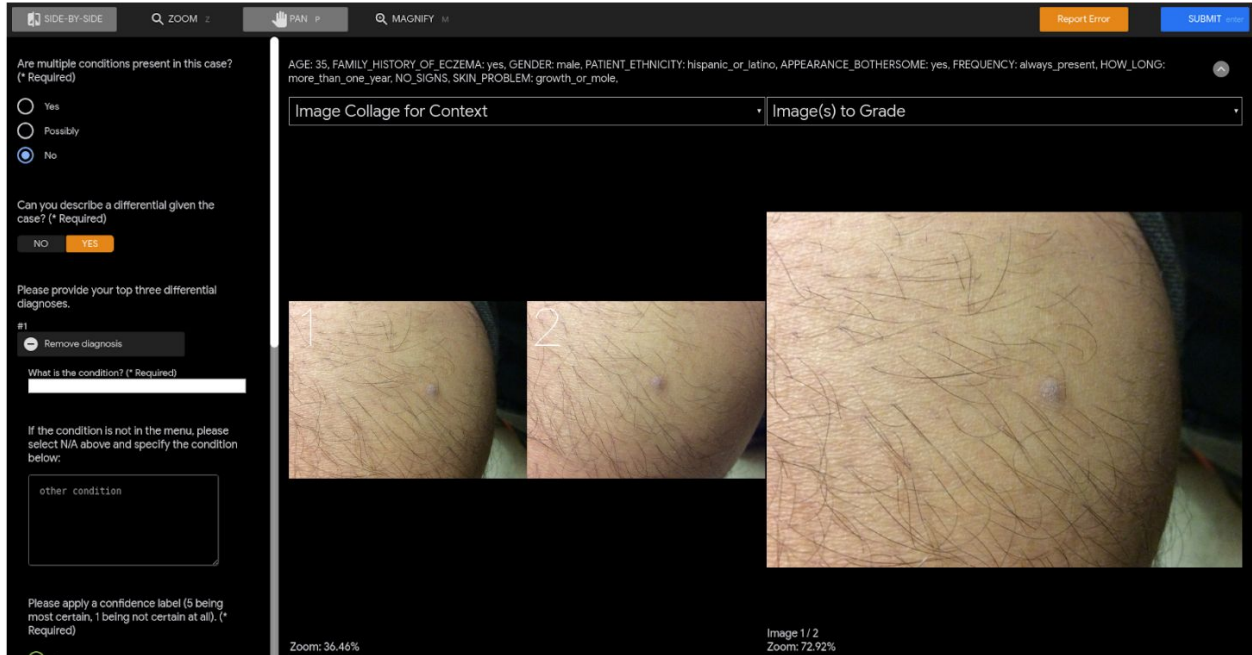 SIDE-BY-SIDE
ZOOM Z
PAN P
MAGNIFY M
Report Error
SUBMIT enter
Are multiple conditions present in this case?
(* Required)
Yes
Possibly
No
Can you describe a differential given the
case? (* Required)
NO YES
Please provide your top three differential
diagnoses.
#1
Remove diagnosis
What is the condition? (* Required)
If the condition is not in the menu, please
select N/A above and specify the condition
below:
other condition
Please apply a confidence label (5 being
most certain, 1 being not certain at all). (*
Required)
AGE: 35, FAMILY_HISTORY_OF_ECZEMA: yes, GENDER: male, PATIENT_ETHNICITY: hispanic_or_latino, APPEARANCE_BOTHERSOME: yes, FREQUENCY: always_present, HOW_LONG:
more_than_one_year, NO_SIGNS, SKIN_PROBLEM: growth_or_mole,
Image Collage for Context
Image(s) to Grade
1
2
Zoom: 36.46%
Image 1 / 2
Zoom: 72.92%